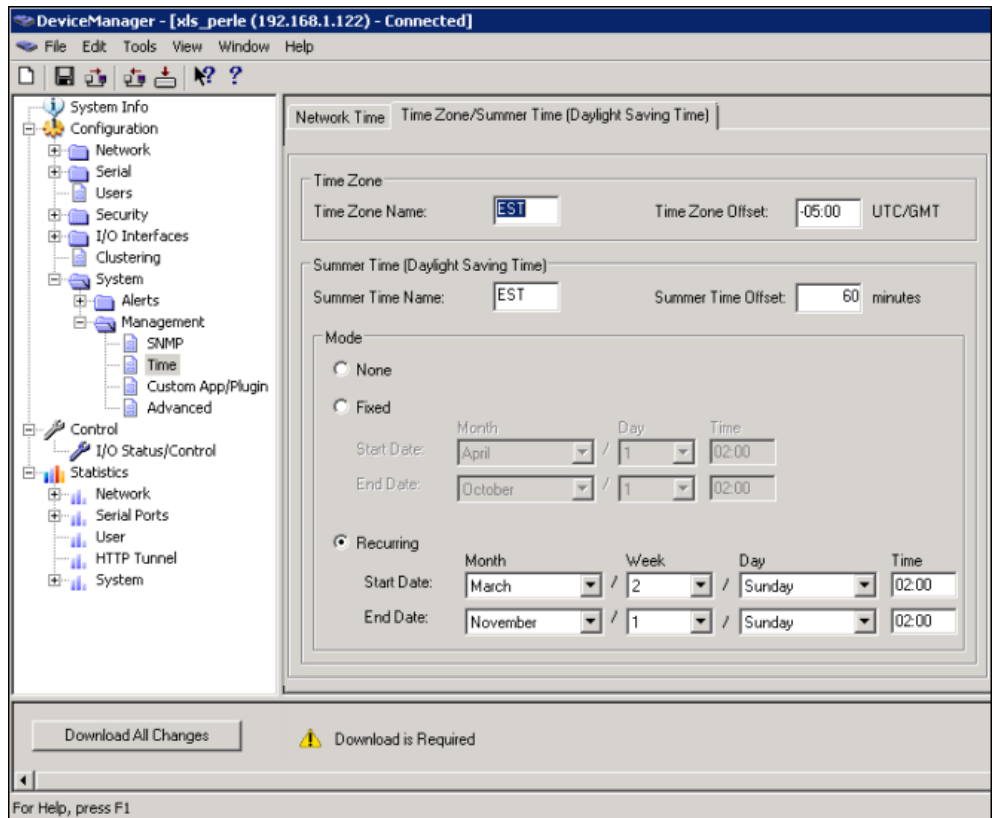 DeviceManager - [xls_perle (192.168.1.122) - Connected]
File Edit Tools View Window Help
System Info
Configuration
Network
Serial
Users
Security
I/O Interfaces
Clustering
System
Alerts
Management
SNMP
Time
Custom App/Plugin
Advanced
Control
I/O Status/Control
Statistics
Network
Serial Ports
User
HTTP Tunnel
System
Network Time Time Zone/Summer Time (Daylight Saving Time)
Time Zone
Time Zone Name: EST Time Zone Offset: -05:00 UTC/GMT
Summer Time (Daylight Saving Time)
Summer Time Name: EST Summer Time Offset: 60 minutes
Mode
None
Fixed
Month Day Time
Start Date: April / 1 02:00
End Date: October / 1 02:00
Recurring
Month Week Day Time
Start Date: March / 2 / Sunday 02:00
End Date: November / 1 / Sunday 02:00
Download All Changes
Download is Required
For Help, press F1